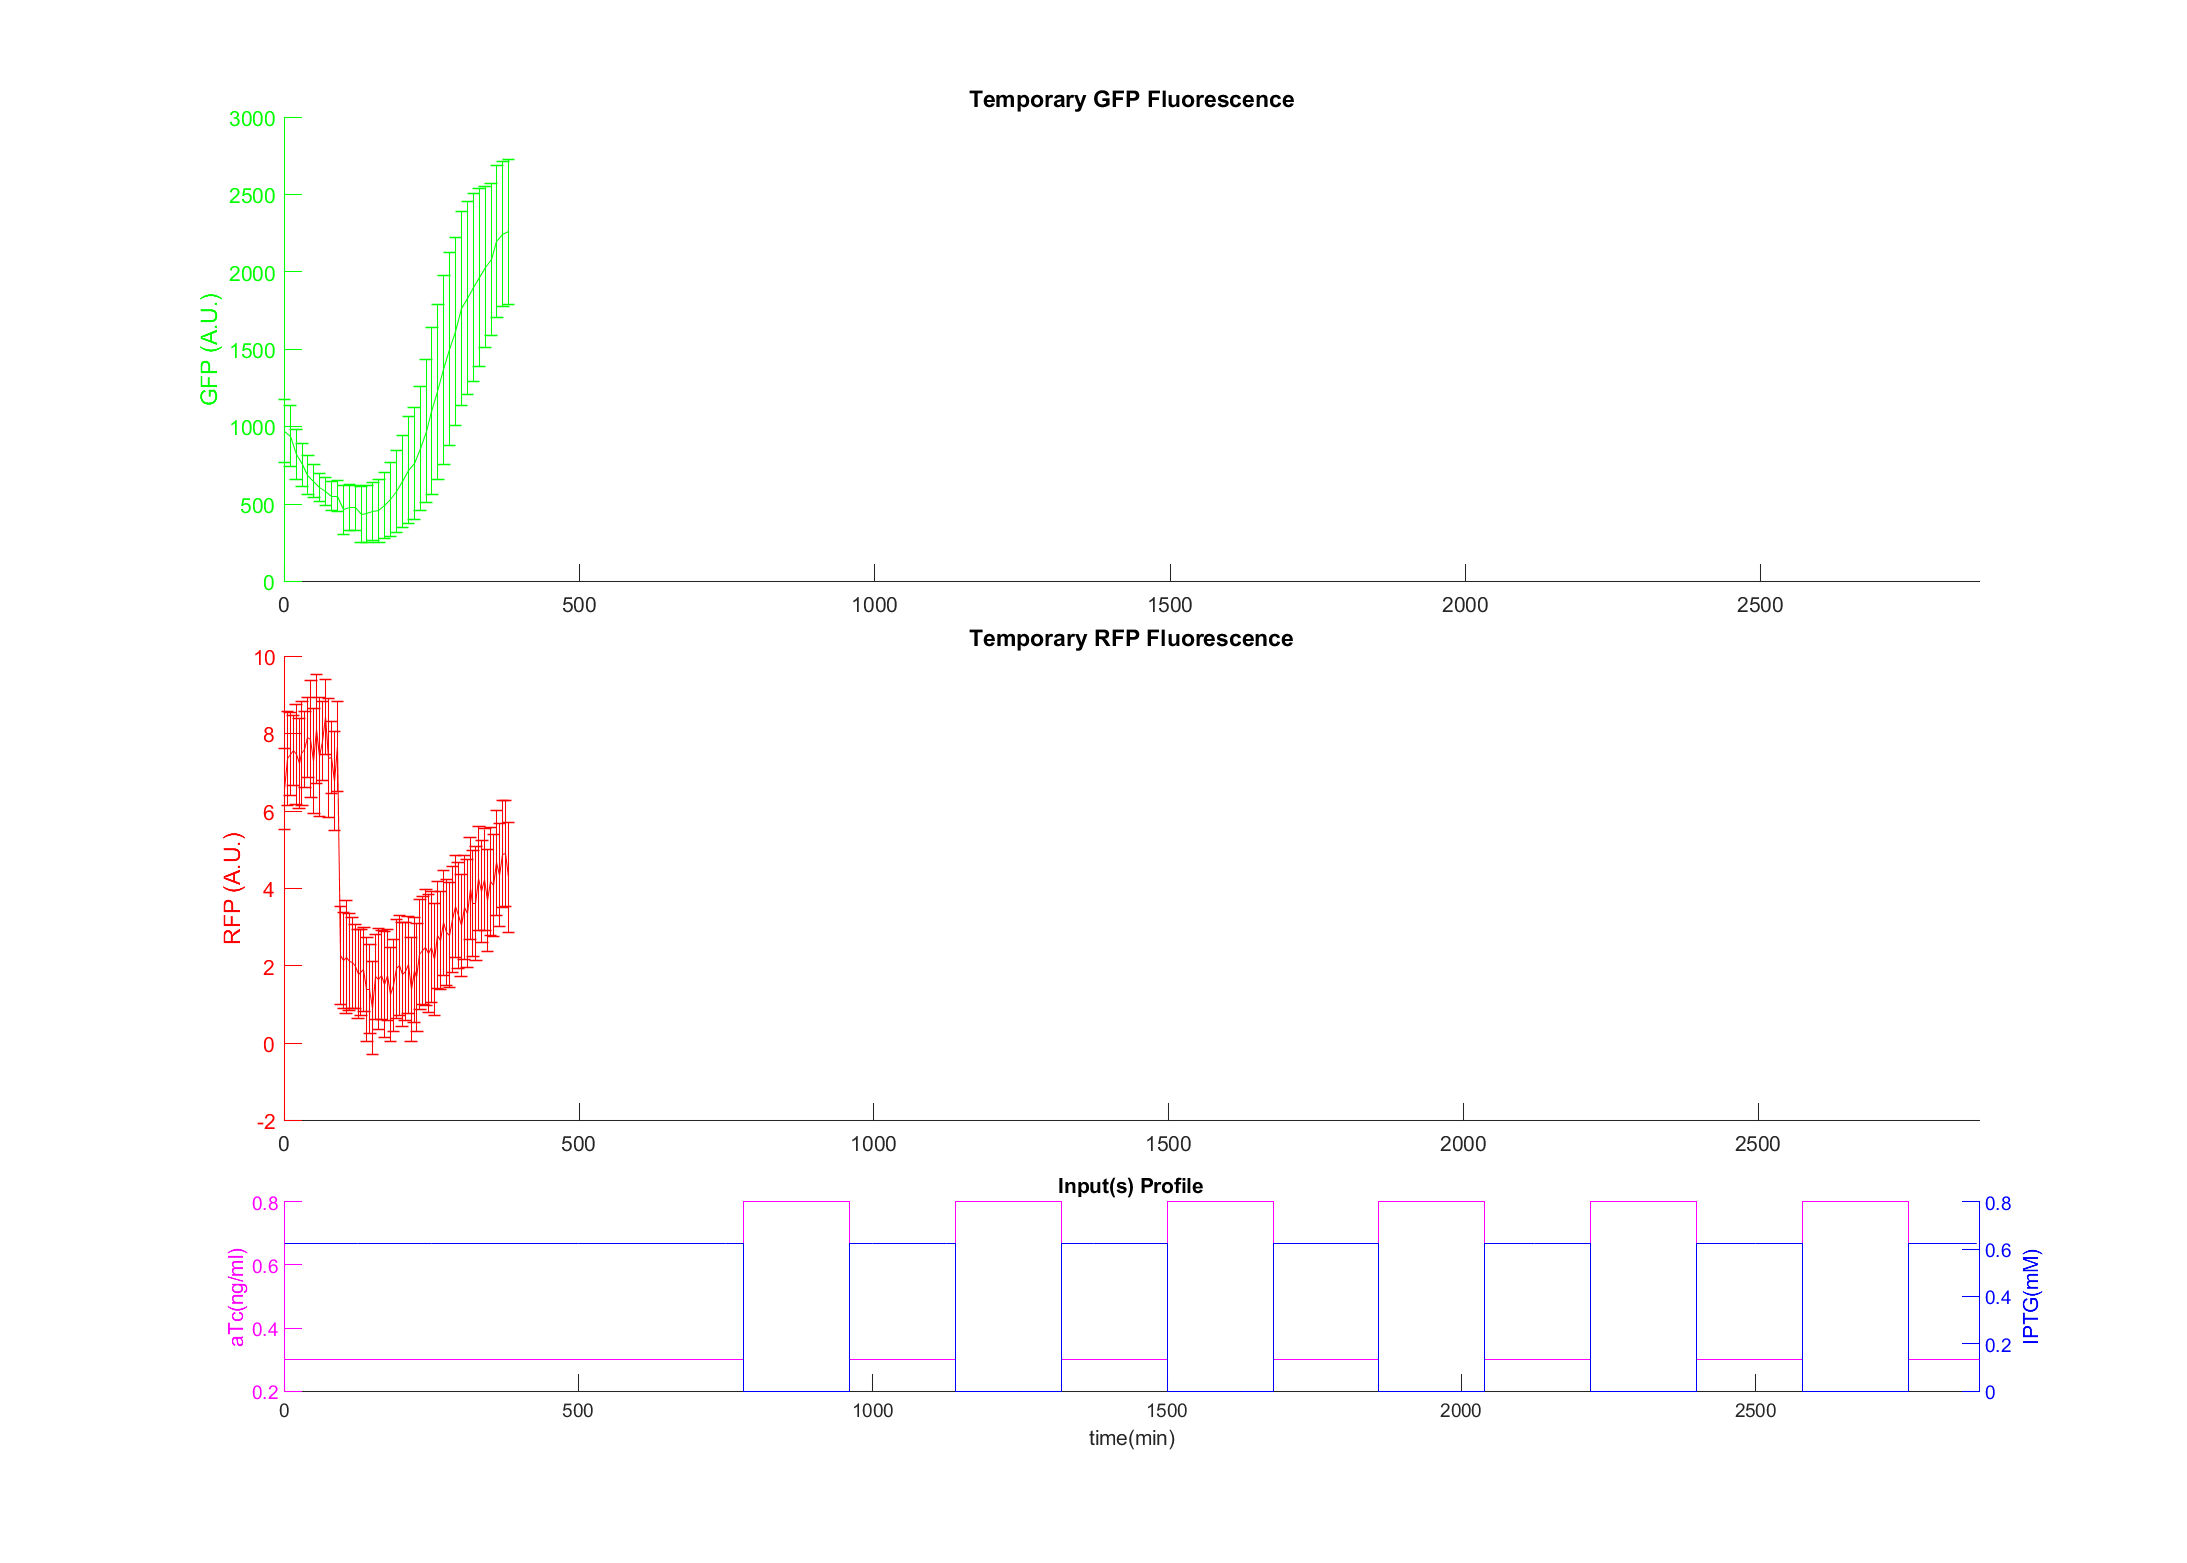 Temporary GFP Fluorescence
3000
2500
2000
1500
1000
500
0
GFP (A.U.)
0 500 1000 1500 2000 2500
Temporary RFP Fluorescence
10
8
6
4
2
0
-2
RFP (A.U.)
0 500 1000 1500 2000 2500
Input(s) Profile
0.8
0.6
0.4
0.2
aTc(ng/ml)
0.8
0.6
0.4
0.2
0
IPTG(mM)
0 500 1000 1500 2000 2500
time(min)